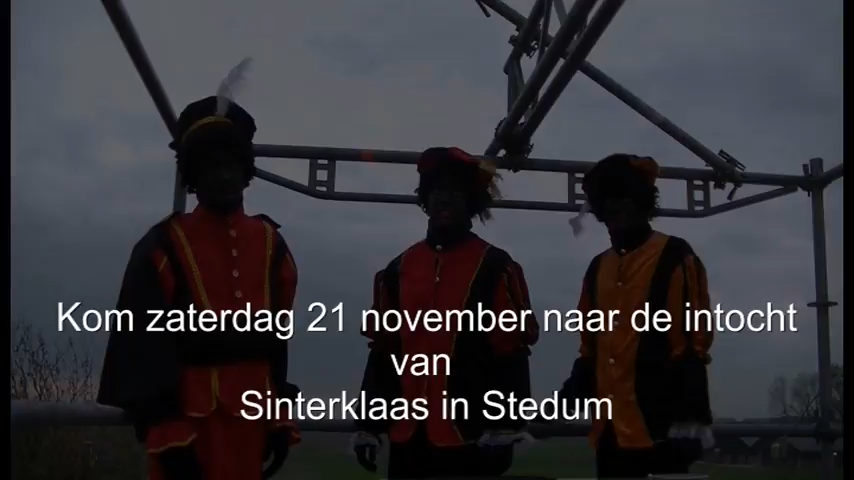 Kom zaterdag 21 november naar de intocht
van
Sinterklaas in Stedum